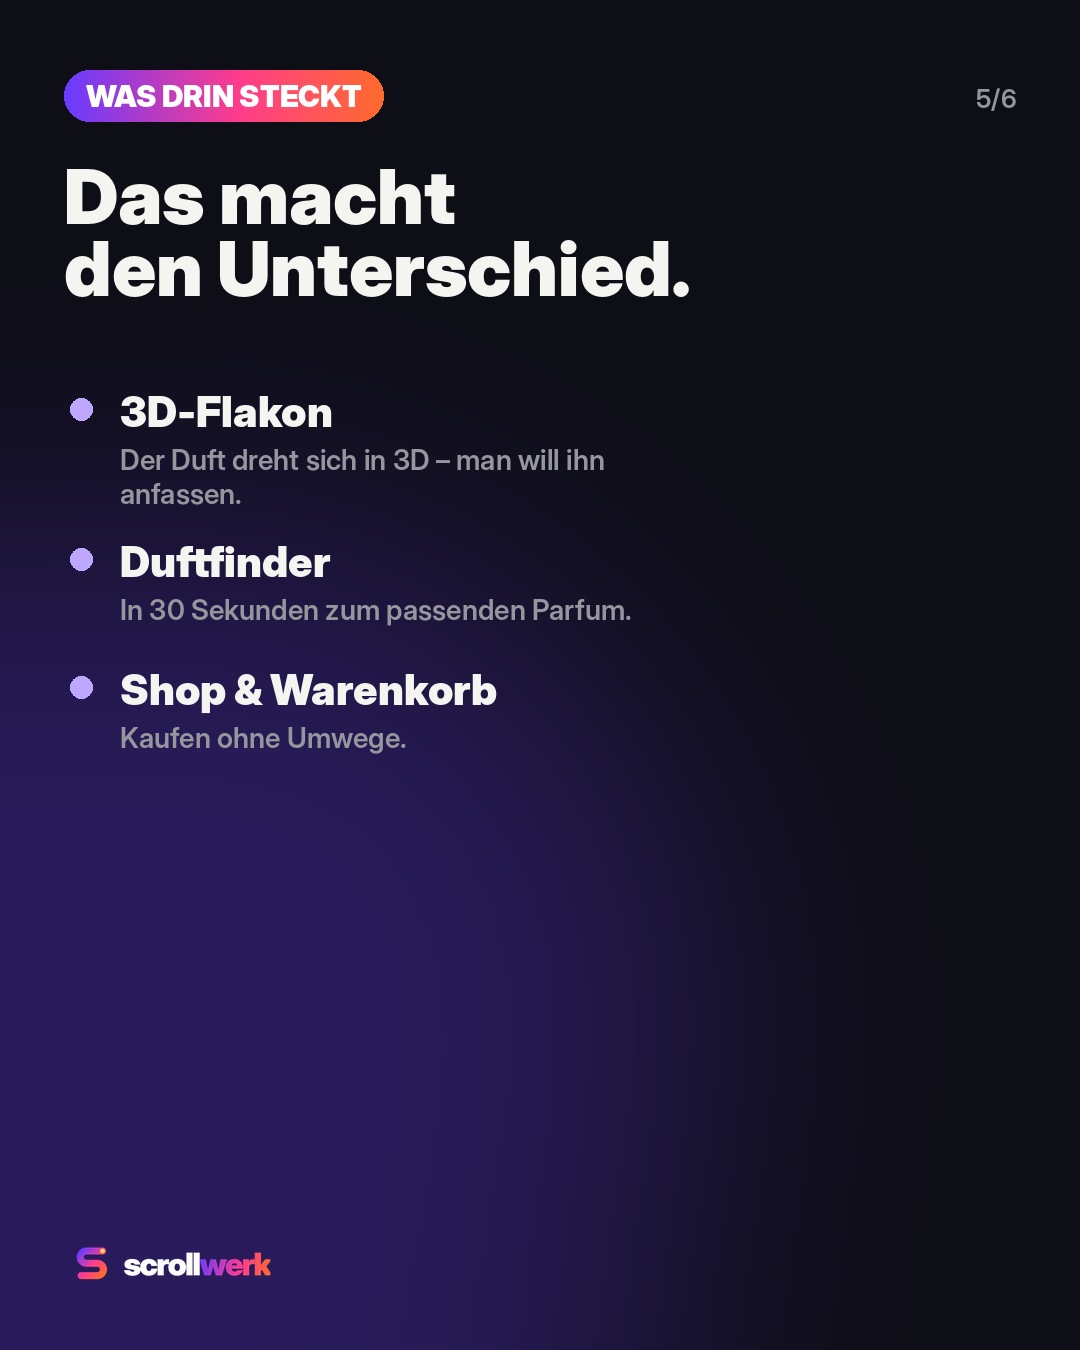 WAS DRIN STECKT
5/6
Das macht
den Unterschied.
3D-Flakon
Der Duft dreht sich in 3D – man will ihn
anfassen.
Duftfinder
In 30 Sekunden zum passenden Parfum.
Shop & Warenkorb
Kaufen ohne Umwege.
scrollwerk